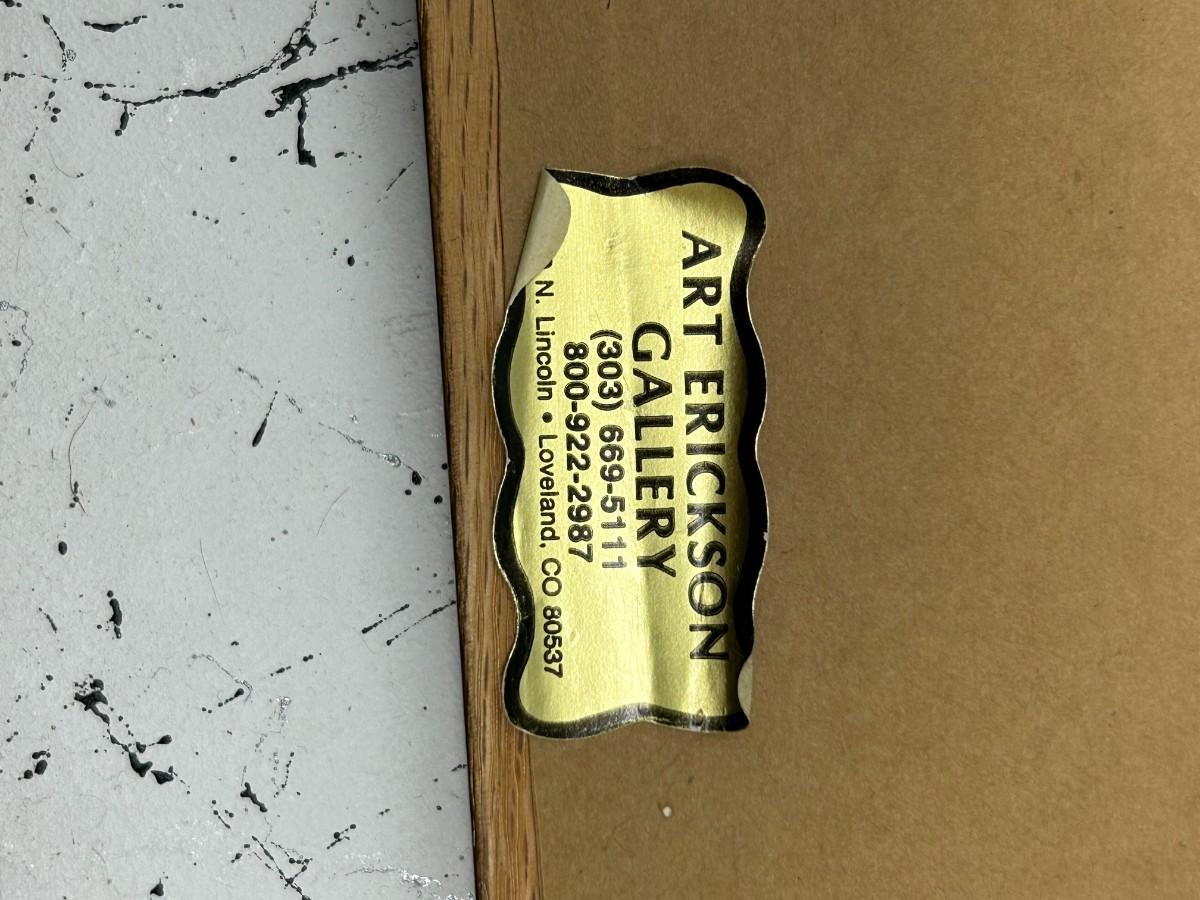 ART ERICKSON
GALLERY
(303) 669-5111
800-922-2987
N. Lincoln • Loveland, CO 80537